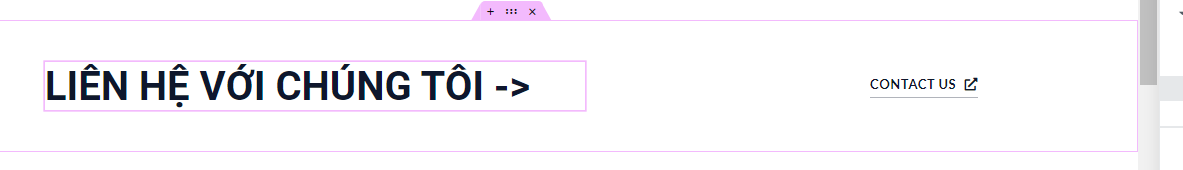 LIÊN HỆ VỚI CHÚNG TÔI ->
CONTACT US